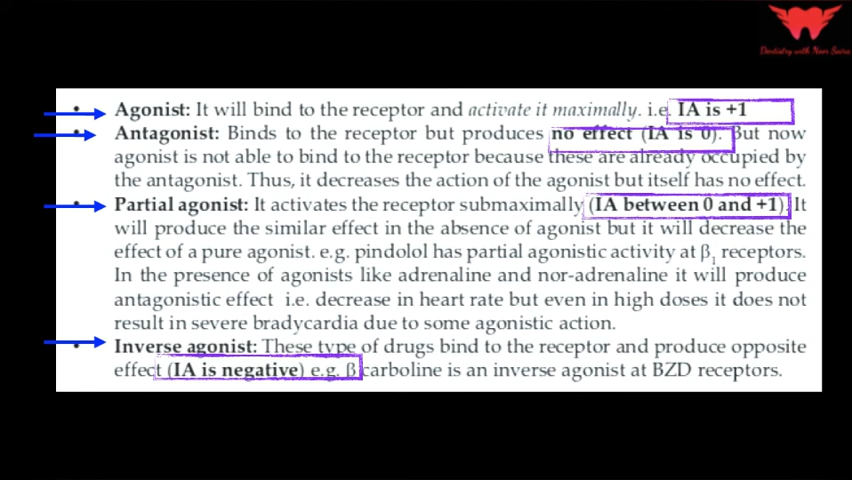 Dentistry with Noor Saira
• Agonist: It will bind to the receptor and activate it maximally. i.e. IA is +1
• Antagonist: Binds to the receptor but produces no effect (IA is 0). But now
agonist is not able to bind to the receptor because these are already occupied by
the antagonist. Thus, it decreases the action of the agonist but itself has no effect.
• Partial agonist: It activates the receptor submaximally (IA between 0 and +1). It
will produce the similar effect in the absence of agonist but it will decrease the
effect of a pure agonist. e.g. pindolol has partial agonistic activity at β₁ receptors.
In the presence of agonists like adrenaline and nor-adrenaline it will produce
antagonistic effect i.e. decrease in heart rate but even in high doses it does not
result in severe bradycardia due to some agonistic action.
• Inverse agonist: These type of drugs bind to the receptor and produce opposite
effect (IA is negative) e.g. β carboline is an inverse agonist at BZD receptors.